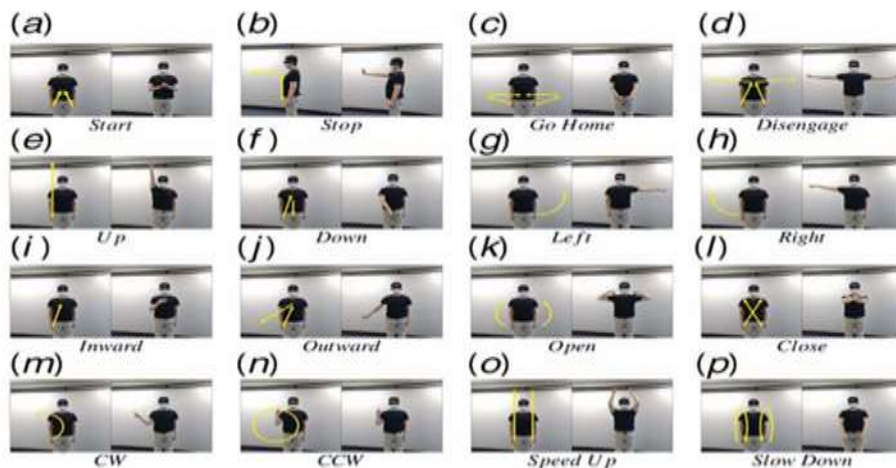 (a) (b) (c) (d)
Start Stop Go Home Disengage
(e) (f) (g) (h)
Up Down Left Right
(i) (j) (k) (l)
Inward Outward Open Close
(m) (n) (o) (p)
CW CCW Speed Up Slow Down